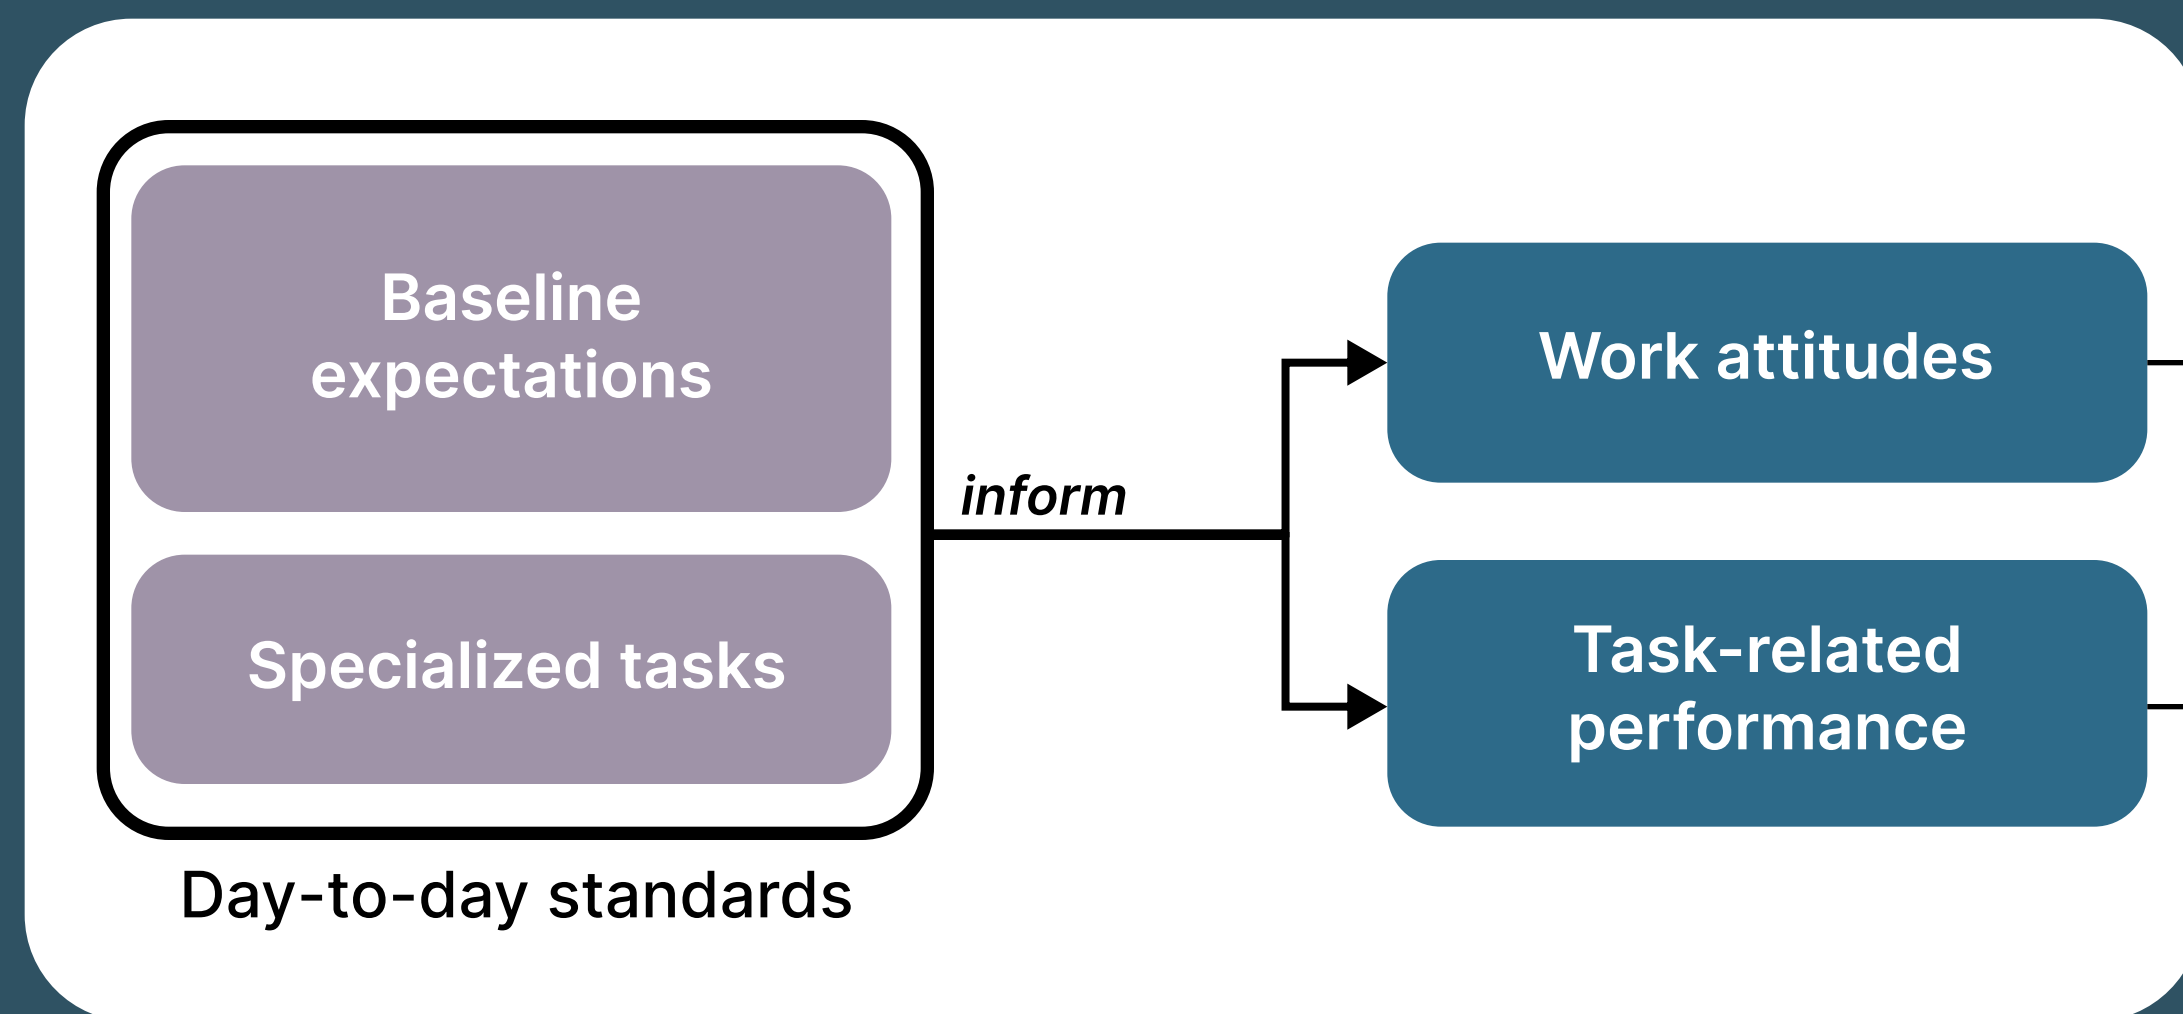 Baseline
expectations
Specialized tasks
Day-to-day standards
inform
Work attitudes
Task-related
performance